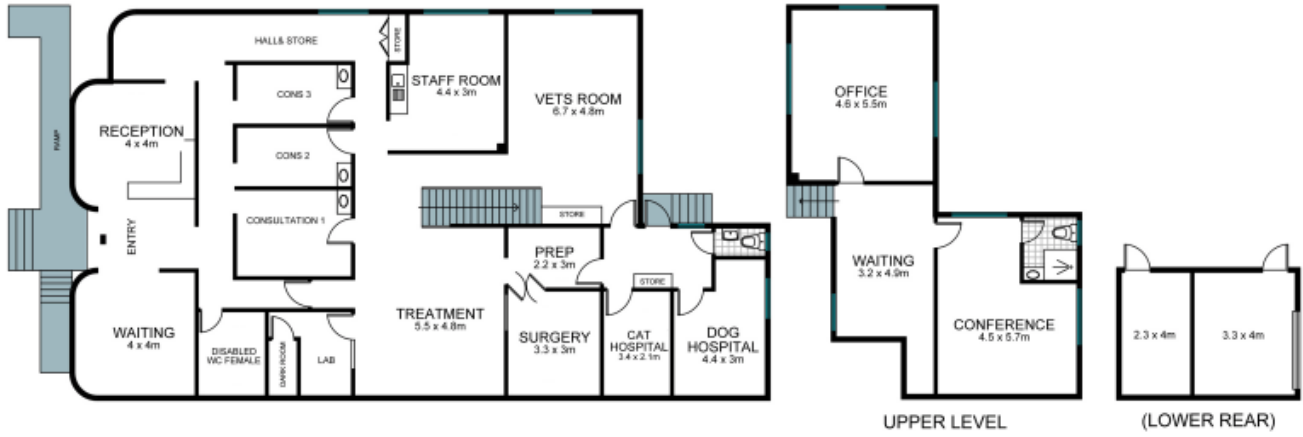 HALL& STORE
STORE
STAFF ROOM
4.4 x 3m
VETS ROOM
6.7 x 4.8m
CONS 3
RAMP
RECEPTION
4 x 4m
CONS 2
CONSULTATION 1
ENTRY
STORE
PREP
2.2 x 3m
STORE
WAITING
4 x 4m
DISABLED
WC FEMALE
DARK ROOM
LAB
TREATMENT
5.5 x 4.8m
SURGERY
3.3 x 3m
CAT
HOSPITAL
3.4 x 2.1m
DOG
HOSPITAL
4.4 x 3m
OFFICE
4.6 x 5.5m
WAITING
3.2 x 4.9m
CONFERENCE
4.5 x 5.7m
UPPER LEVEL
2.3 x 4m
3.3 x 4m
(LOWER REAR)